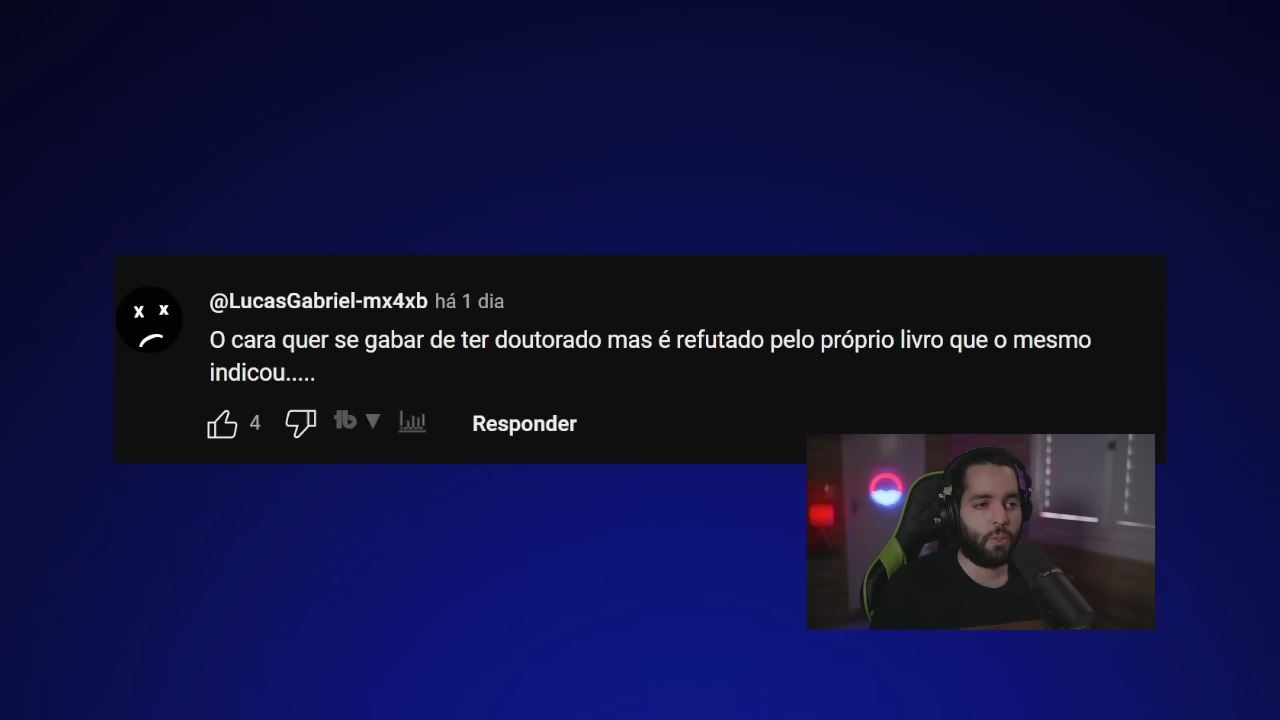 @LucasGabriel-mx4xb há 1 dia
O cara quer se gabar de ter doutorado mas é refutado pelo próprio livro que o mesmo
indicou.....
4 Responder